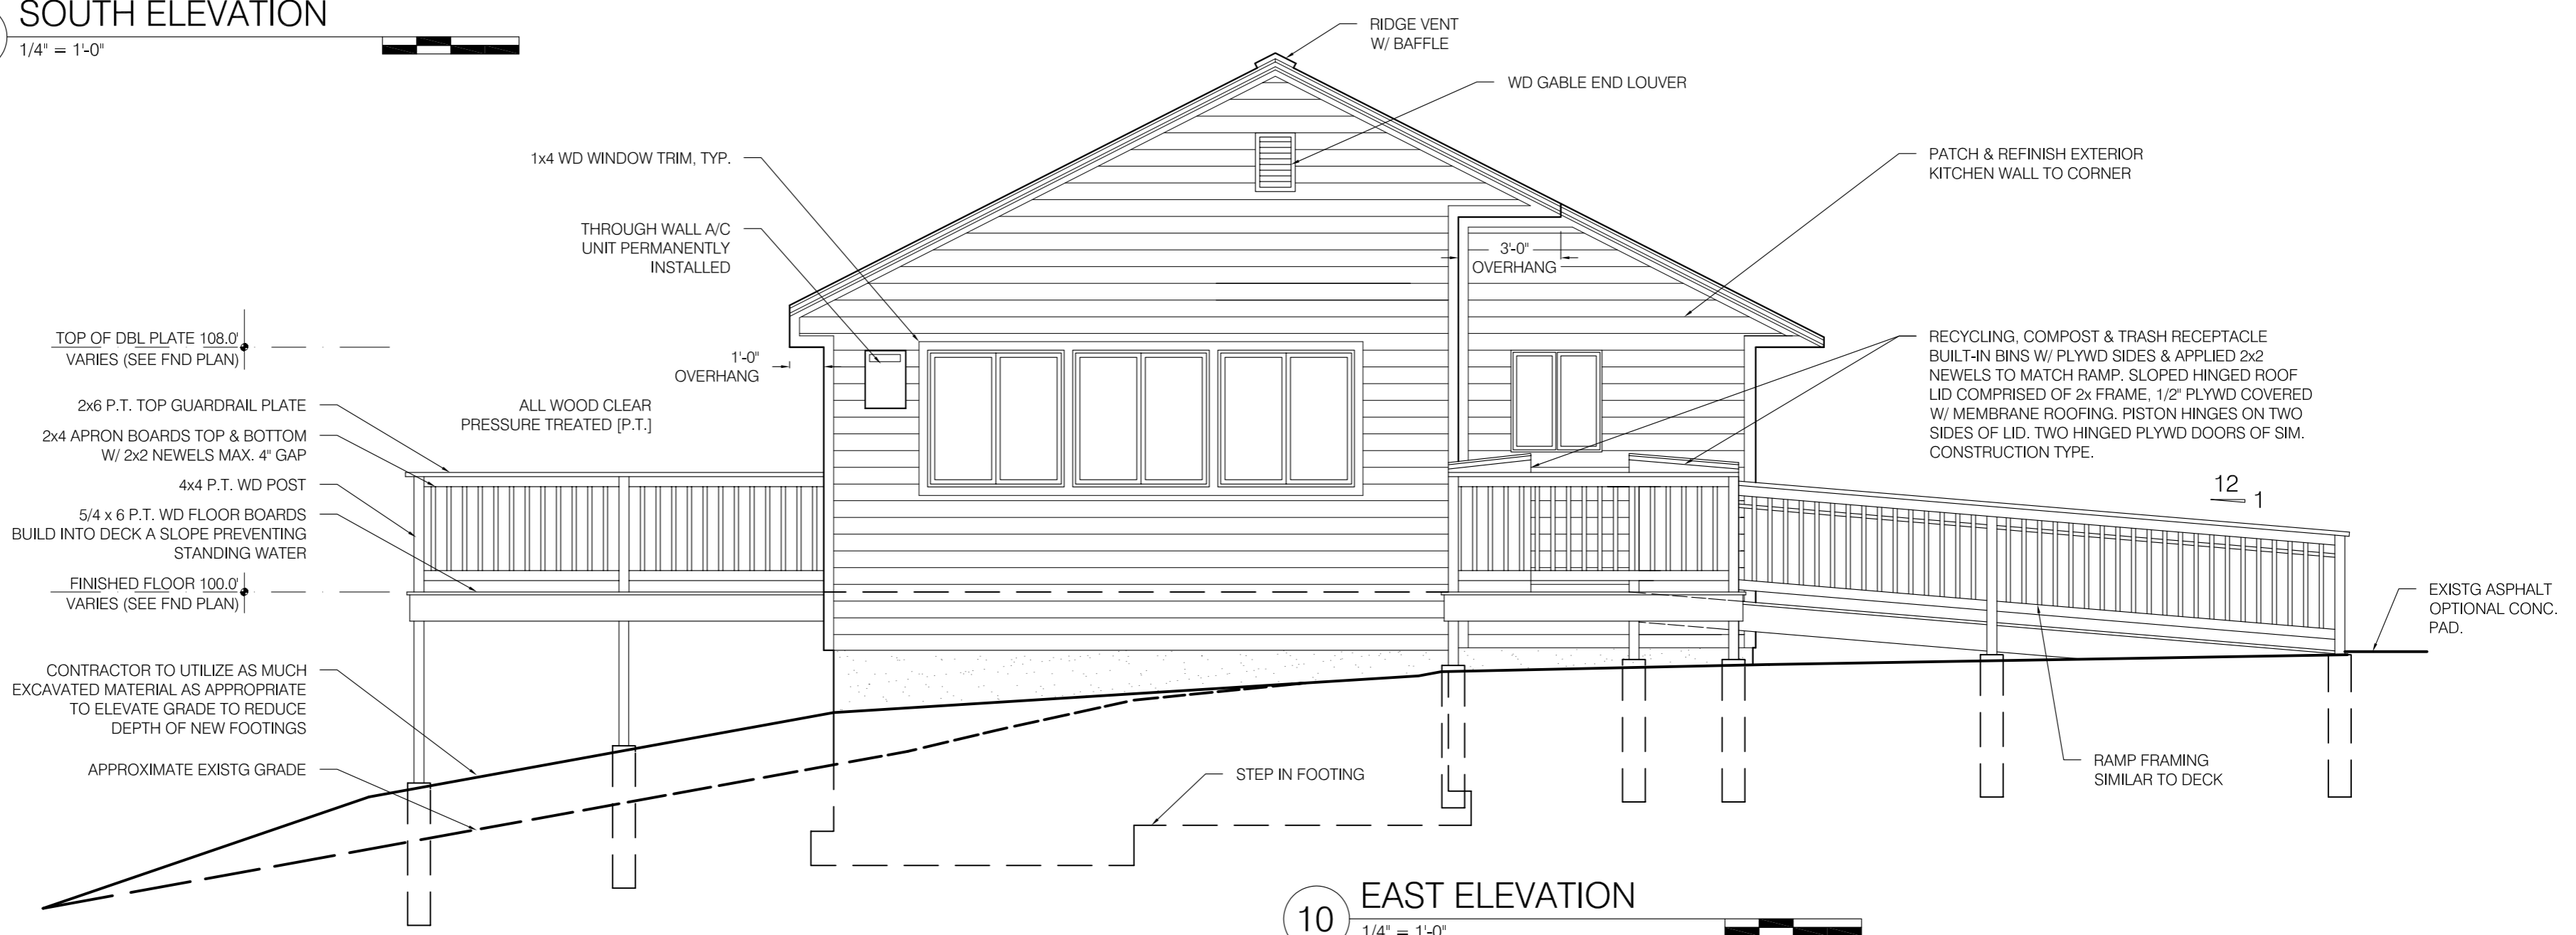 SOUTH ELEVATION
1/4" = 1'-0"
RIDGE VENT
W/ BAFFLE
WD GABLE END LOUVER
1x4 WD WINDOW TRIM, TYP.
PATCH & REFINISH EXTERIOR
KITCHEN WALL TO CORNER
THROUGH WALL A/C
UNIT PERMANENTLY
INSTALLED
3'-0"
OVERHANG
TOP OF DBL PLATE 108.0'
VARIES (SEE FND PLAN)
1'-0"
OVERHANG
RECYCLING, COMPOST & TRASH RECEPTACLE
BUILT-IN BINS W/ PLYWD SIDES & APPLIED 2x2
NEWELS TO MATCH RAMP. SLOPED HINGED ROOF
LID COMPRISED OF 2x FRAME, 1/2" PLYWD COVERED
W/ MEMBRANE ROOFING. PISTON HINGES ON TWO
SIDES OF LID. TWO HINGED PLYWD DOORS OF SIM.
CONSTRUCTION TYPE.
2x6 P.T. TOP GUARDRAIL PLATE
ALL WOOD CLEAR
PRESSURE TREATED [P.T.]
2x4 APRON BOARDS TOP & BOTTOM
W/ 2x2 NEWELS MAX. 4" GAP
4x4 P.T. WD POST
12
1
5/4 x 6 P.T. WD FLOOR BOARDS
BUILD INTO DECK A SLOPE PREVENTING
STANDING WATER
FINISHED FLOOR 100.0'
VARIES (SEE FND PLAN)
EXISTG ASPHALT
OPTIONAL CONC.
PAD.
CONTRACTOR TO UTILIZE AS MUCH
EXCAVATED MATERIAL AS APPROPRIATE
TO ELEVATE GRADE TO REDUCE
DEPTH OF NEW FOOTINGS
APPROXIMATE EXISTG GRADE
STEP IN FOOTING
RAMP FRAMING
SIMILAR TO DECK
10
EAST ELEVATION
1/4" = 1'-0"